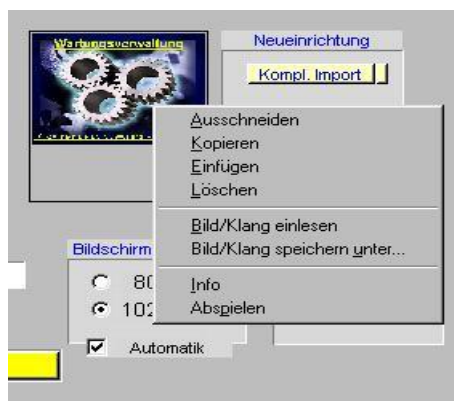 Wartungsverwaltung
Neueinrichtung
Kompl. Import
Ausschneiden
Kopieren
Einfügen
Löschen
Bild/Klang einlesen
Bild/Klang speichern unter...
Info
Abspielen
Bildschirm
80
102
Automatik